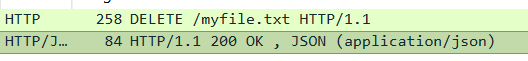 HTTP 258 DELETE /myfile.txt HTTP/1.1
HTTP/J… 84 HTTP/1.1 200 OK , JSON (application/json)